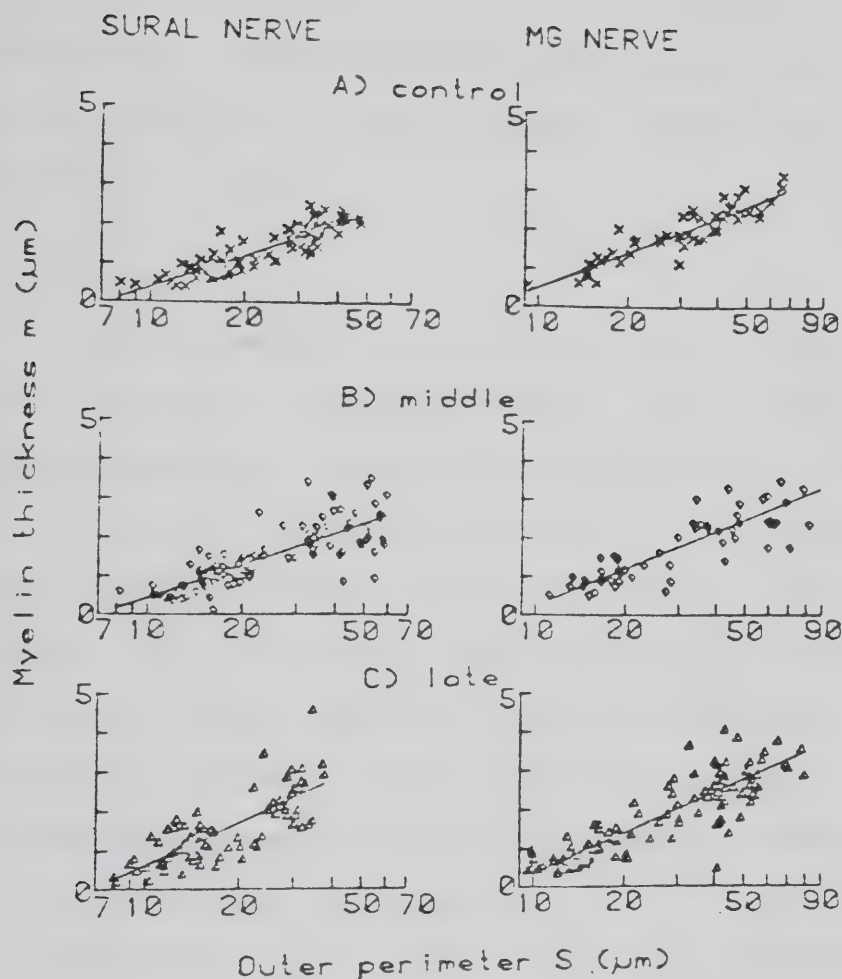 SURAL NERVE
MG NERVE
A) control
5
0
7 10 20 50 70
5
0
10 20 50 90
B) middle
5
0
7 10 20 50 70
5
0
10 20 50 90
C) late
5
0
7 10 20 50 70
5
0
10 20 50 90
Myelin thickness m (μm)
Outer perimeter S (μm)